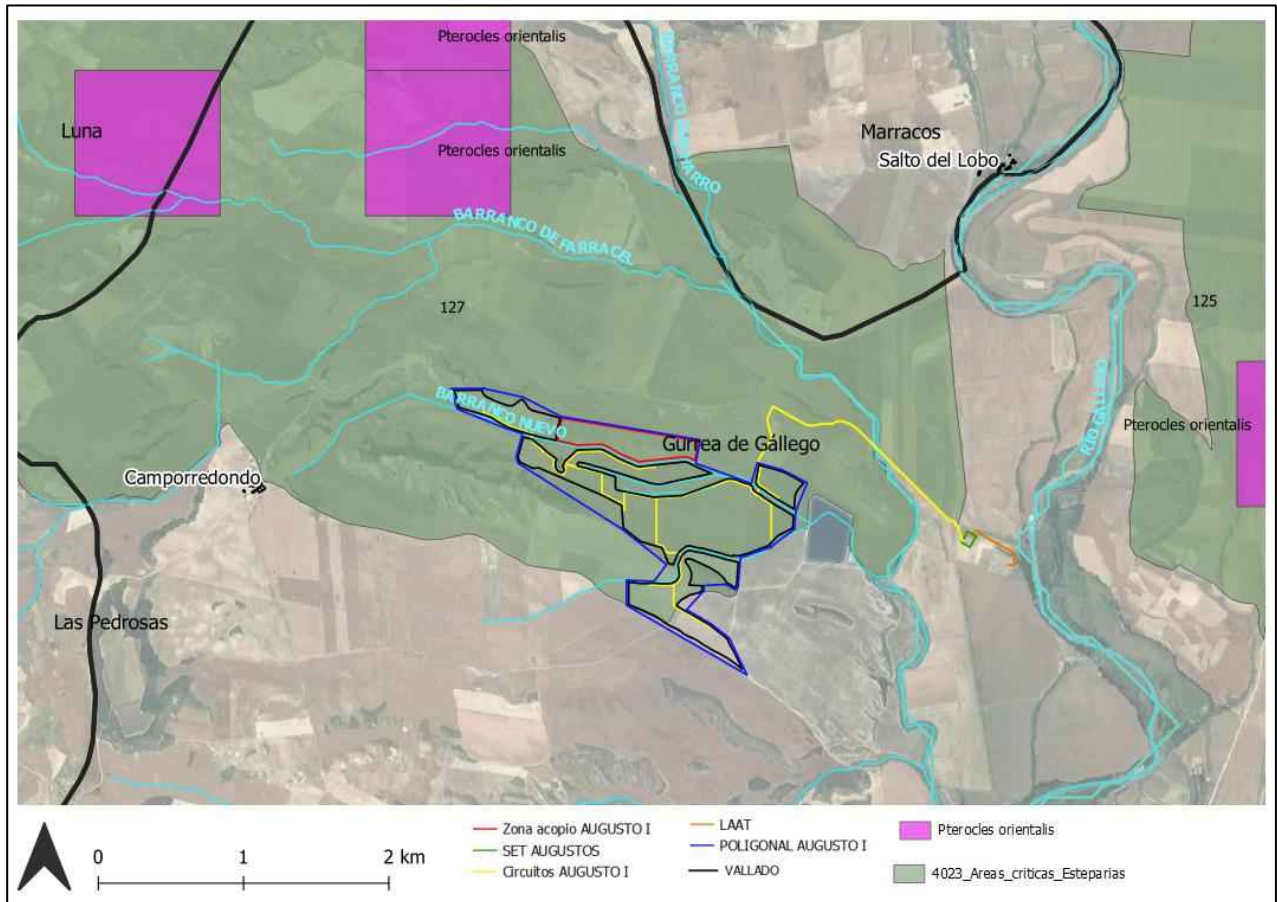 Pterocles orientalis
Luna
Pterocles orientalis
Marracos
Salto del Lobo
BARRANCO DE FARRACEL
127
125
RÍO GÁLLEGO
BARRANCO NUEVO
Gurrea de Gállego
Pterocles orientalis
Camporredondo
Las Pedrosas
0 1 2 km
Zona acopio AUGUSTO I
SET AUGUSTOS
Circuitos AUGUSTO I
LAAT
POLIGONAL AUGUSTO I
VALLADO
Pterocles orientalis
4023_Areas_criticas_Esteparias